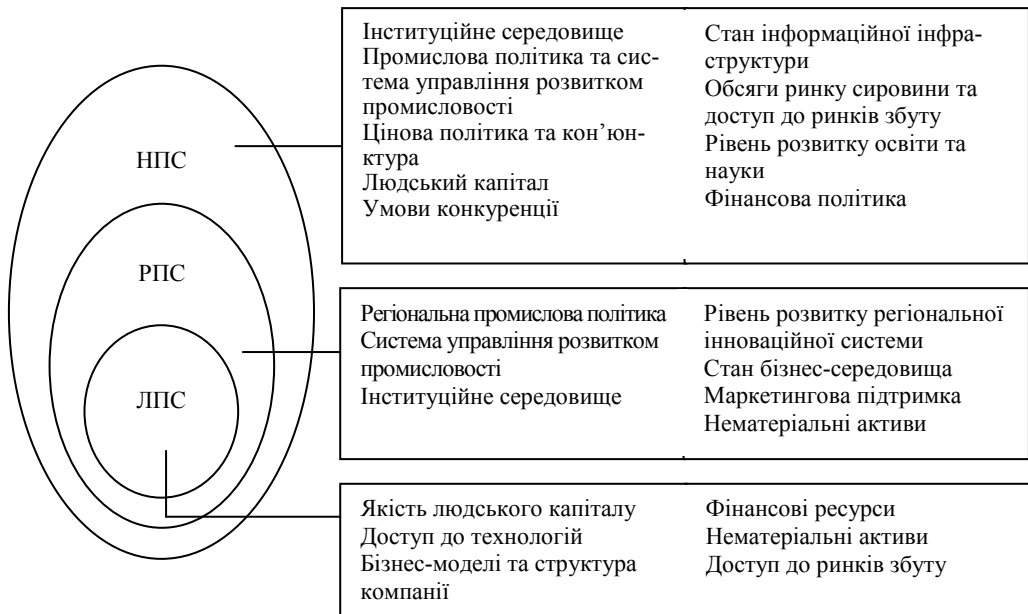 НПС
РПС
ЛПС
Інституційне середовище
Промислова політика та сис-
тема управління розвитком
промисловості
Цінова політика та кон’юн-
ктура
Людський капітал
Умови конкуренції
Стан інформаційної інфра-
структури
Обсяги ринку сировини та
доступ до ринків збуту
Рівень розвитку освіти та
науки
Фінансова політика
Регіональна промислова політика
Система управління розвитком
промисловості
Інституційне середовище
Рівень розвитку регіональної
інноваційної системи
Стан бізнес-середовища
Маркетингова підтримка
Нематеріальні активи
Якість людського капіталу
Доступ до технологій
Бізнес-моделі та структура
компанії
Фінансові ресурси
Нематеріальні активи
Доступ до ринків збуту